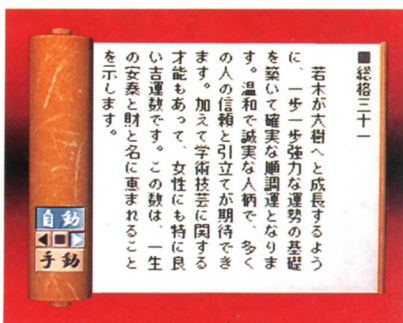 ■総格三十一
若木が大樹へと成長するよう
に、一歩一歩強力な運勢の基礎
を築いて確実な順調運となりま
す。温和で誠実な人柄で、多く
の人の信頼と引立てが期待でき
ます。加えて学術技芸に関する
才能もあって、女性にも特に良
い吉運数です。この数は、一生
の安泰と財と名に恵まれること
を示します。
自動
手動